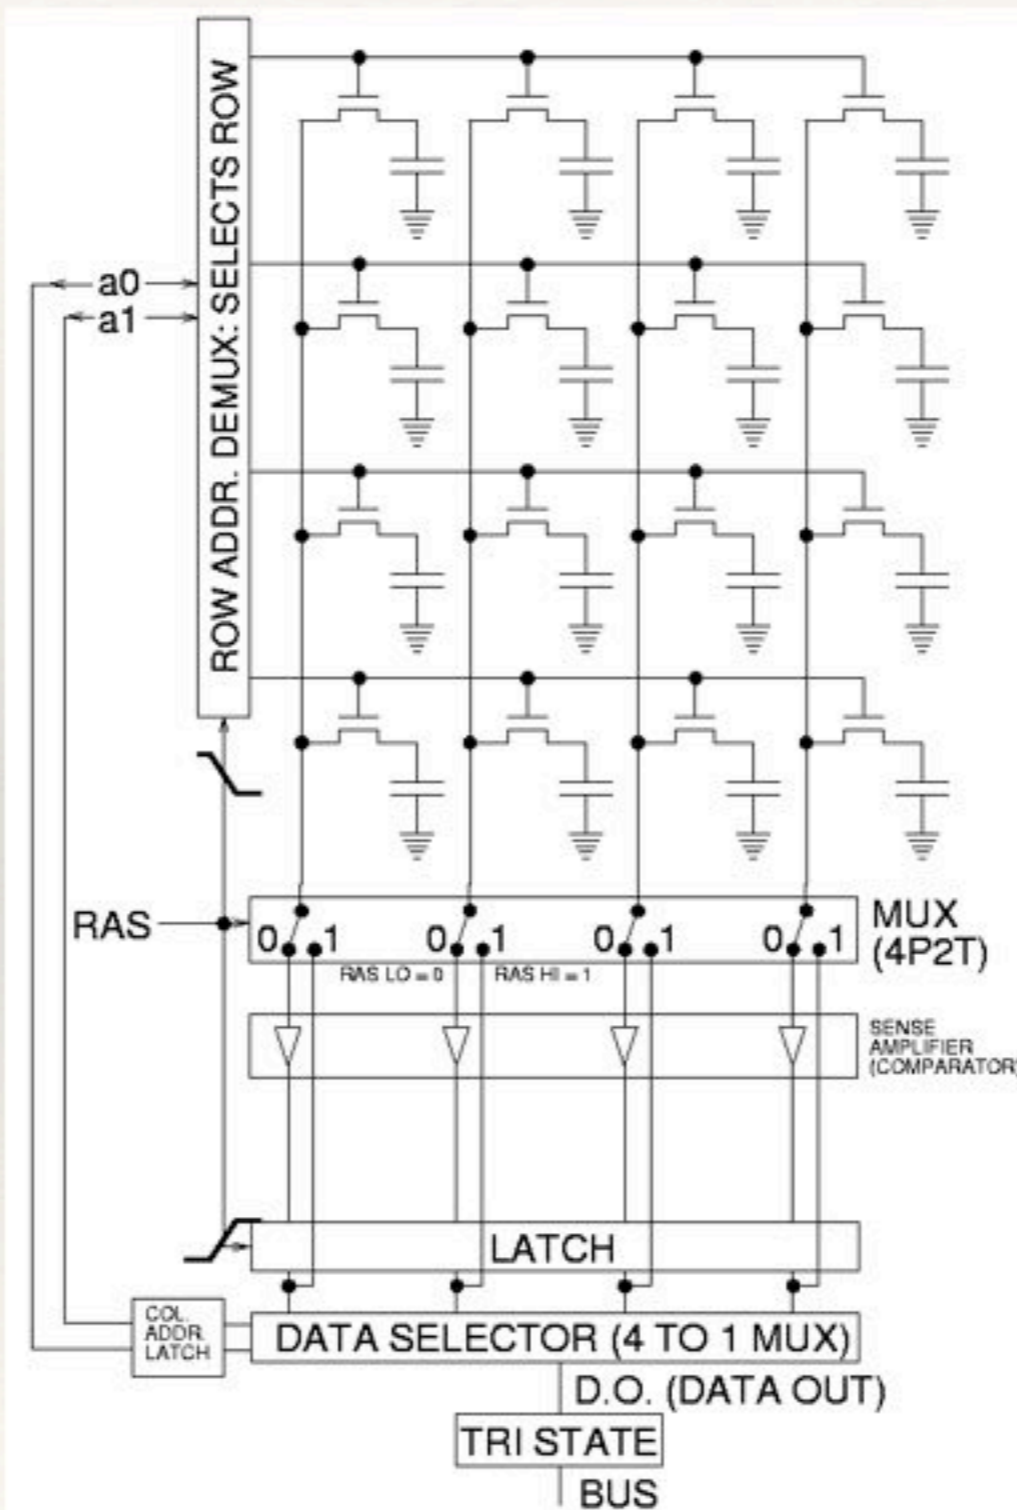 ROW ADDR. DEMUX: SELECTS ROW
a0
a1
RAS
0 1 0 1 0 1 0 1
RAS LO = 0 RAS HI = 1
MUX
(4P2T)
SENSE
AMPLIFIER
(COMPARATOR)
LATCH
COL.
ADDR.
LATCH
DATA SELECTOR (4 TO 1 MUX)
D.O. (DATA OUT)
TRI STATE
BUS